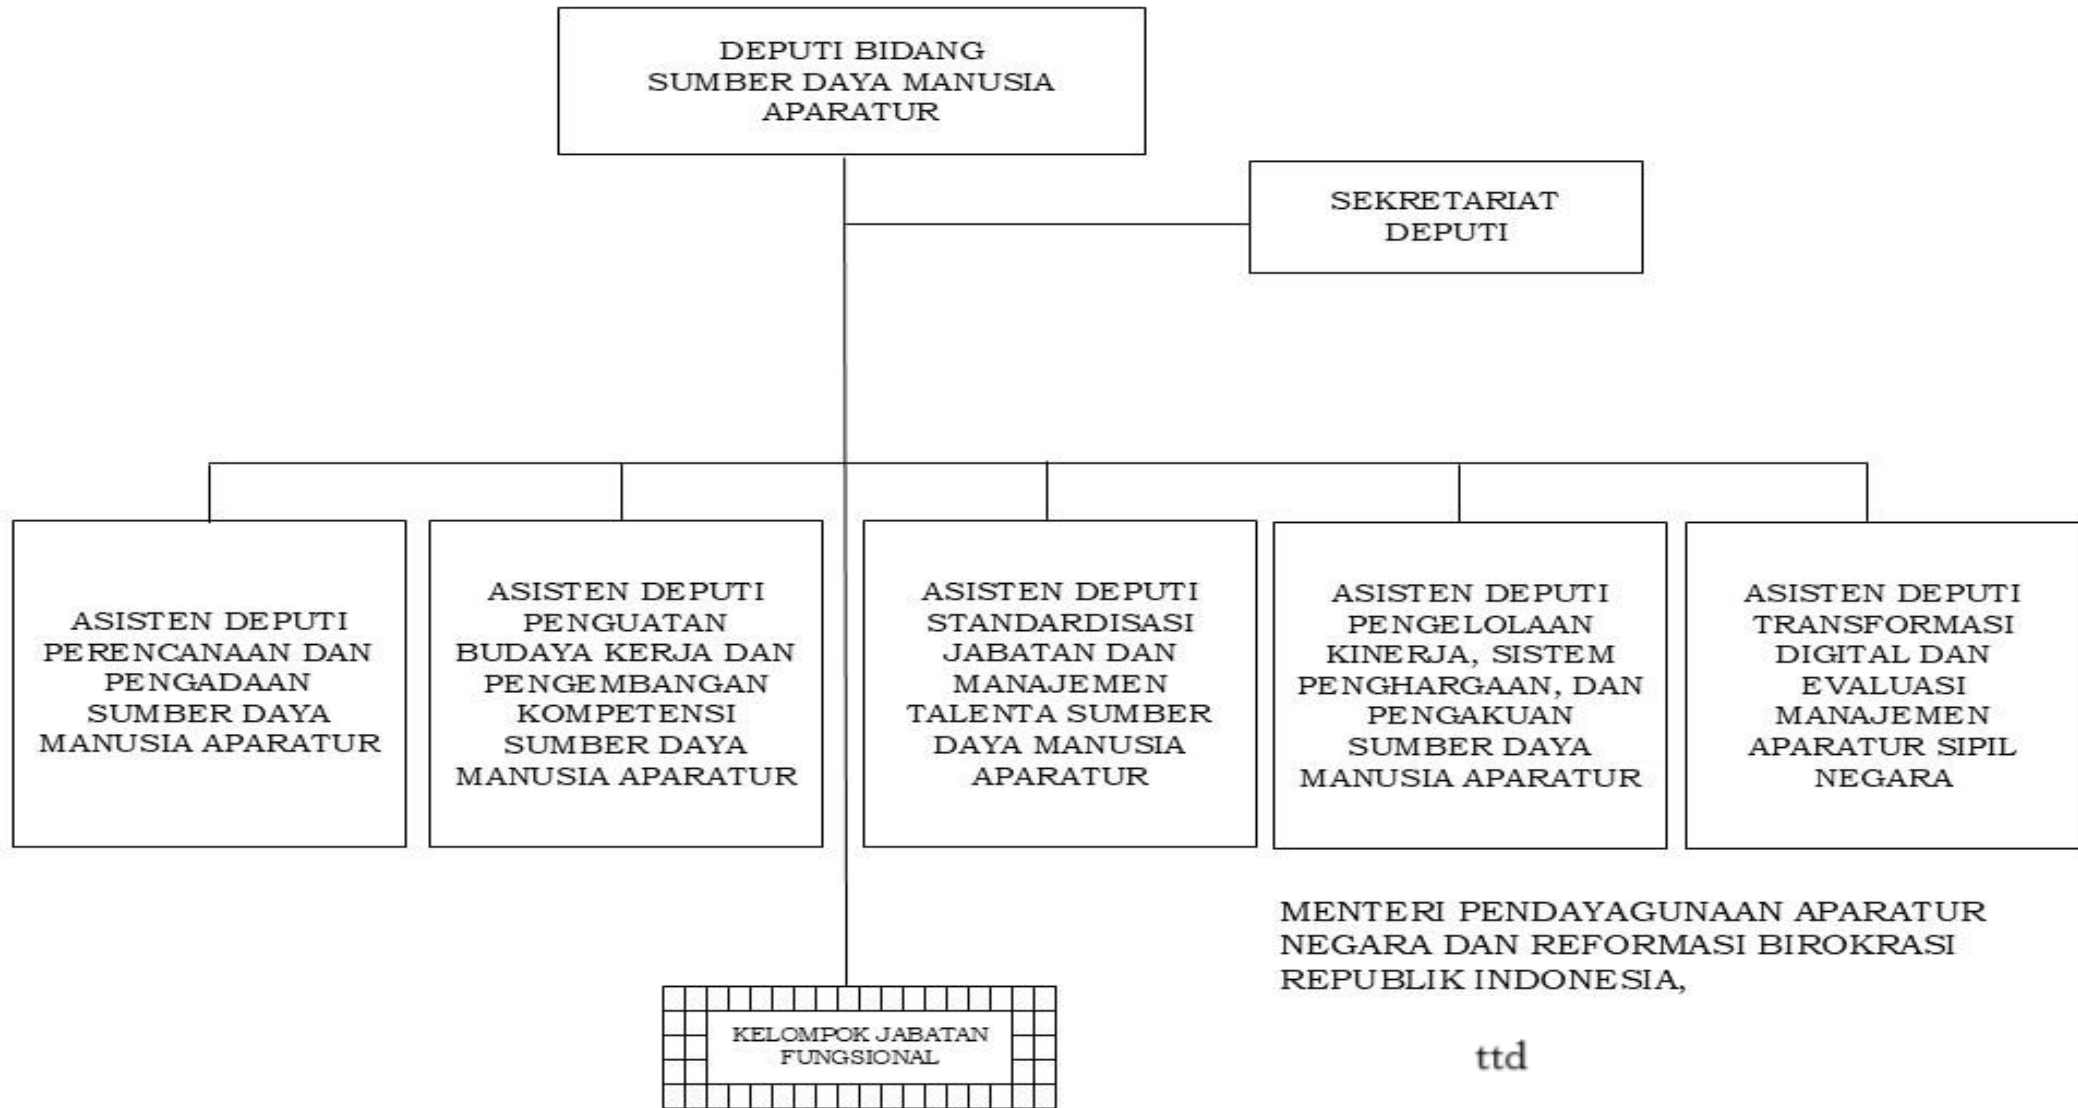 DEPUTI BIDANG
SUMBER DAYA MANUSIA
APARATUR
SEKRETARIAT
DEPUTI
ASISTEN DEPUTI
PERENCANAAN DAN
PENGADAAN
SUMBER DAYA
MANUSIA APARATUR
ASISTEN DEPUTI
PENGUATAN
BUDAYA KERJA DAN
PENGEMBANGAN
KOMPETENSI
SUMBER DAYA
MANUSIA APARATUR
ASISTEN DEPUTI
STANDARDISASI
JABATAN DAN
MANAJEMEN
TALENTA SUMBER
DAYA MANUSIA
APARATUR
ASISTEN DEPUTI
PENGELOLAAN
KINERJA, SISTEM
PENGHARGAAN, DAN
PENGAKUAN
SUMBER DAYA
MANUSIA APARATUR
ASISTEN DEPUTI
TRANSFORMASI
DIGITAL DAN
EVALUASI
MANAJEMEN
APARATUR SIPIL
NEGARA
KELOMPOK JABATAN
FUNGSIONAL
MENTERI PENDAYAGUNAAN APARATUR
NEGARA DAN REFORMASI BIROKRASI
REPUBLIK INDONESIA,
ttd